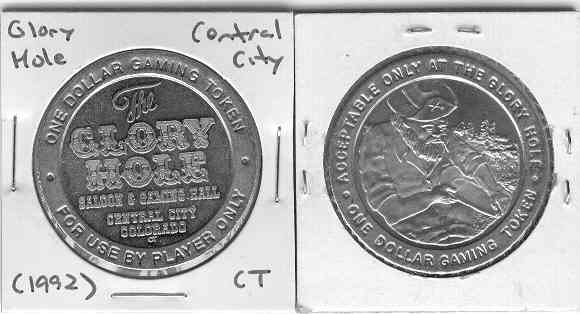 Glory
Hole
Central
City
ONE DOLLAR GAMING TOKEN
The
GLORY
HOLE
SALOON & GAMING HALL
CENTRAL CITY
COLORADO
CT
FOR USE BY PLAYER ONLY
(1992)
CT
ACCEPTABLE ONLY AT THE GLORY HOLE
ONE DOLLAR GAMING TOKEN